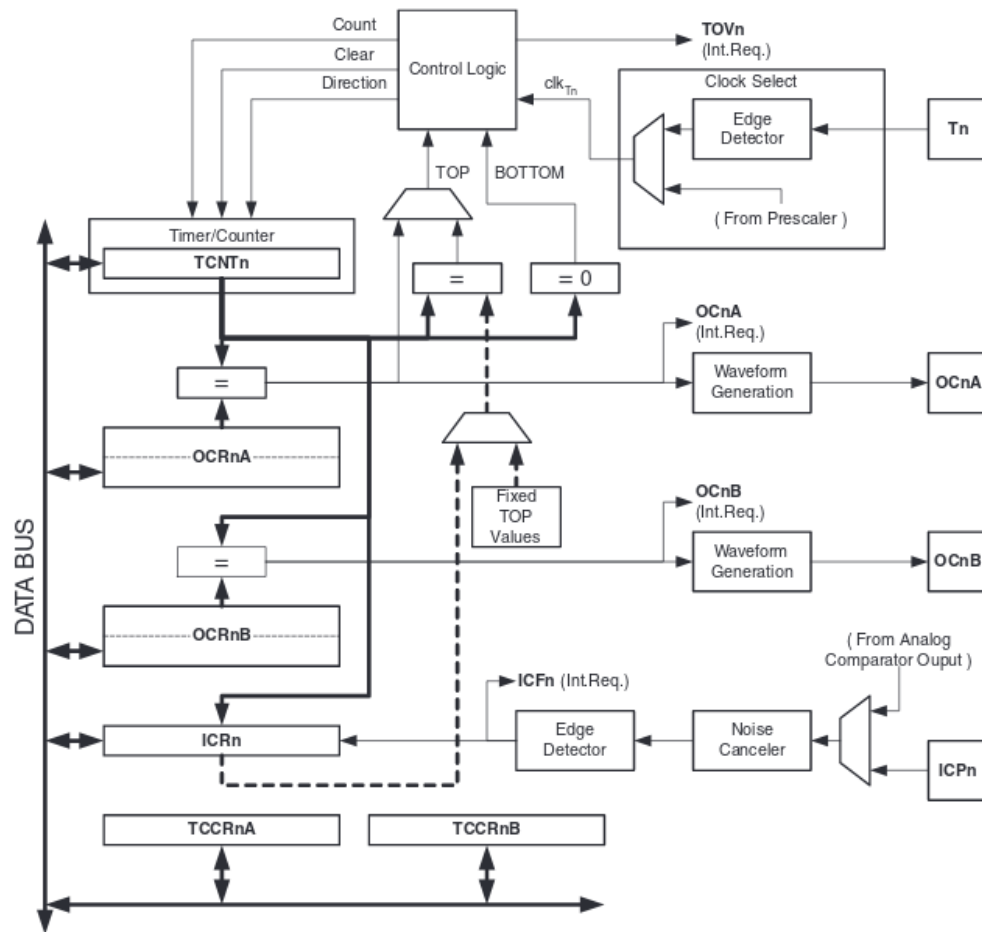 Count
Clear
Direction
Control Logic
TOVn
(Int.Req.)
clkTn
Clock Select
Edge
Detector
Tn
( From Prescaler )
TOP
BOTTOM
Timer/Counter
TCNTn
=
= 0
OCnA
(Int.Req.)
=
Waveform
Generation
OCnA
OCRnA
Fixed
TOP
Values
OCnB
(Int.Req.)
=
Waveform
Generation
OCnB
DATA BUS
OCRnB
( From Analog
Comparator Ouput )
ICFn (Int.Req.)
ICRn
Edge
Detector
Noise
Canceler
ICPn
TCCRnA
TCCRnB